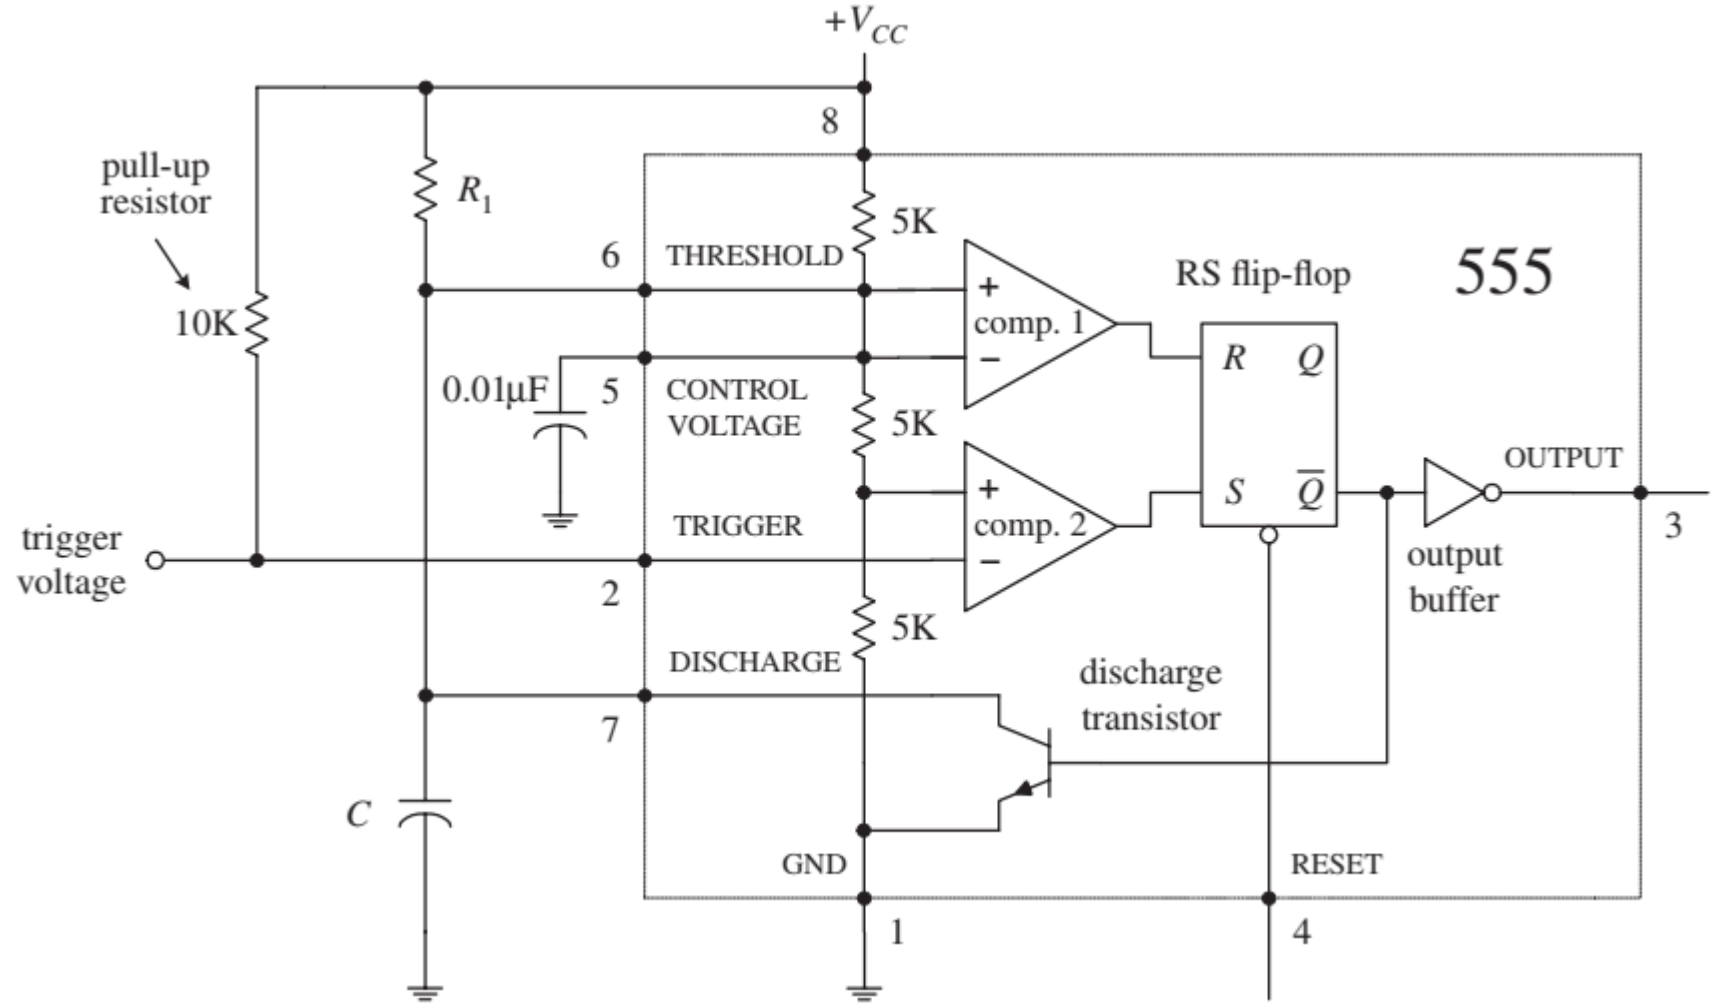 +V_CC
8
pull-up
resistor
R_1
5K
6
THRESHOLD
RS flip-flop
555
10K
+
comp. 1
−
R
Q
0.01μF
5
CONTROL
VOLTAGE
5K
+
comp. 2
−
S
Q̅
OUTPUT
3
trigger
voltage
TRIGGER
2
output
buffer
5K
DISCHARGE
7
discharge
transistor
C
GND
RESET
1
4